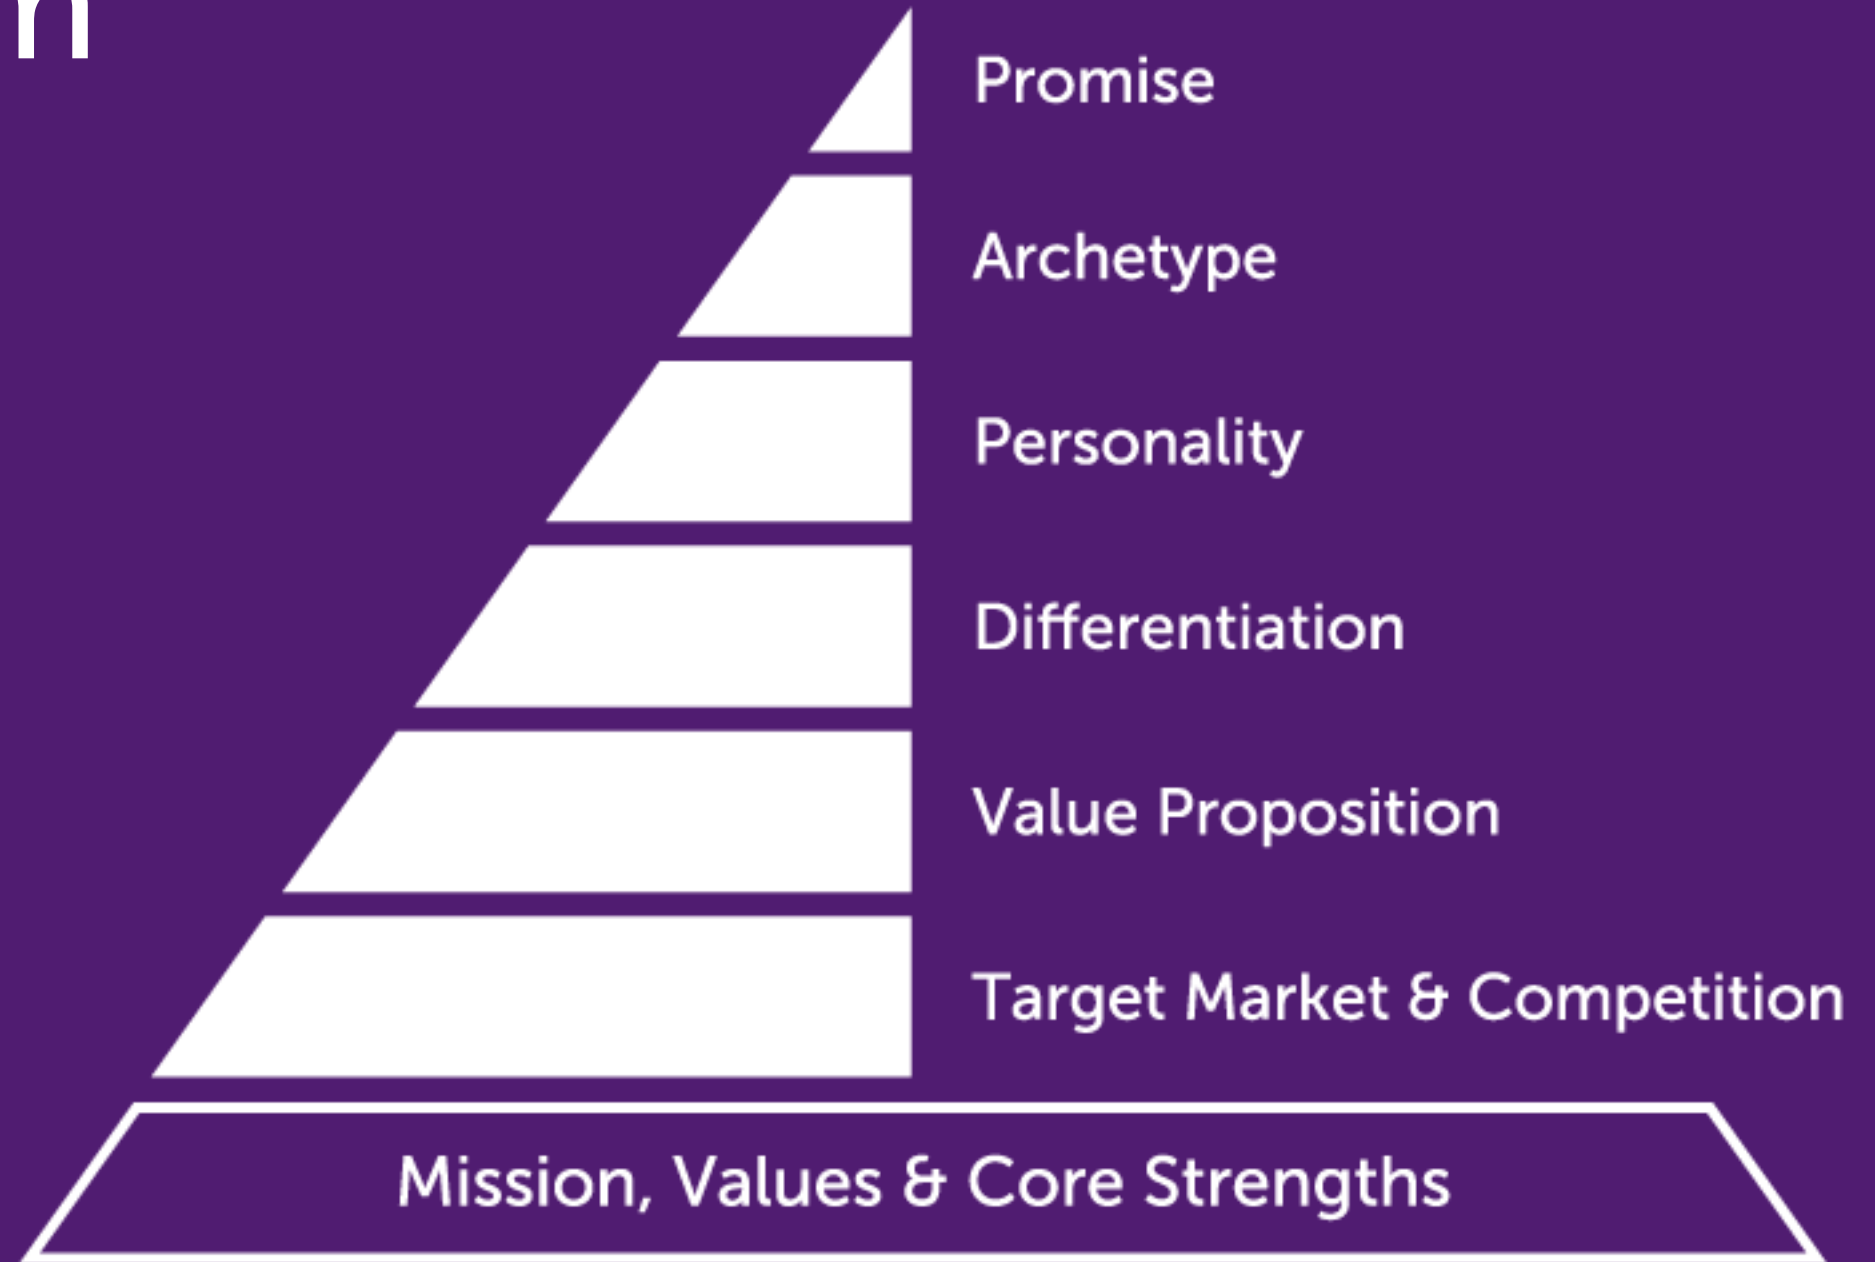 Promise
Archetype
Personality
Differentiation
Value Proposition
Target Market & Competition
Mission, Values & Core Strengths